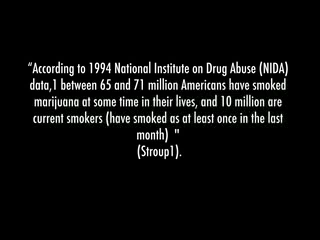 “According to 1994 National Institute on Drug Abuse (NIDA)
data,1 between 65 and 71 million Americans have smoked
marijuana at some time in their lives, and 10 million are
current smokers (have smoked as at least once in the last
month)  "
(Stroup1).